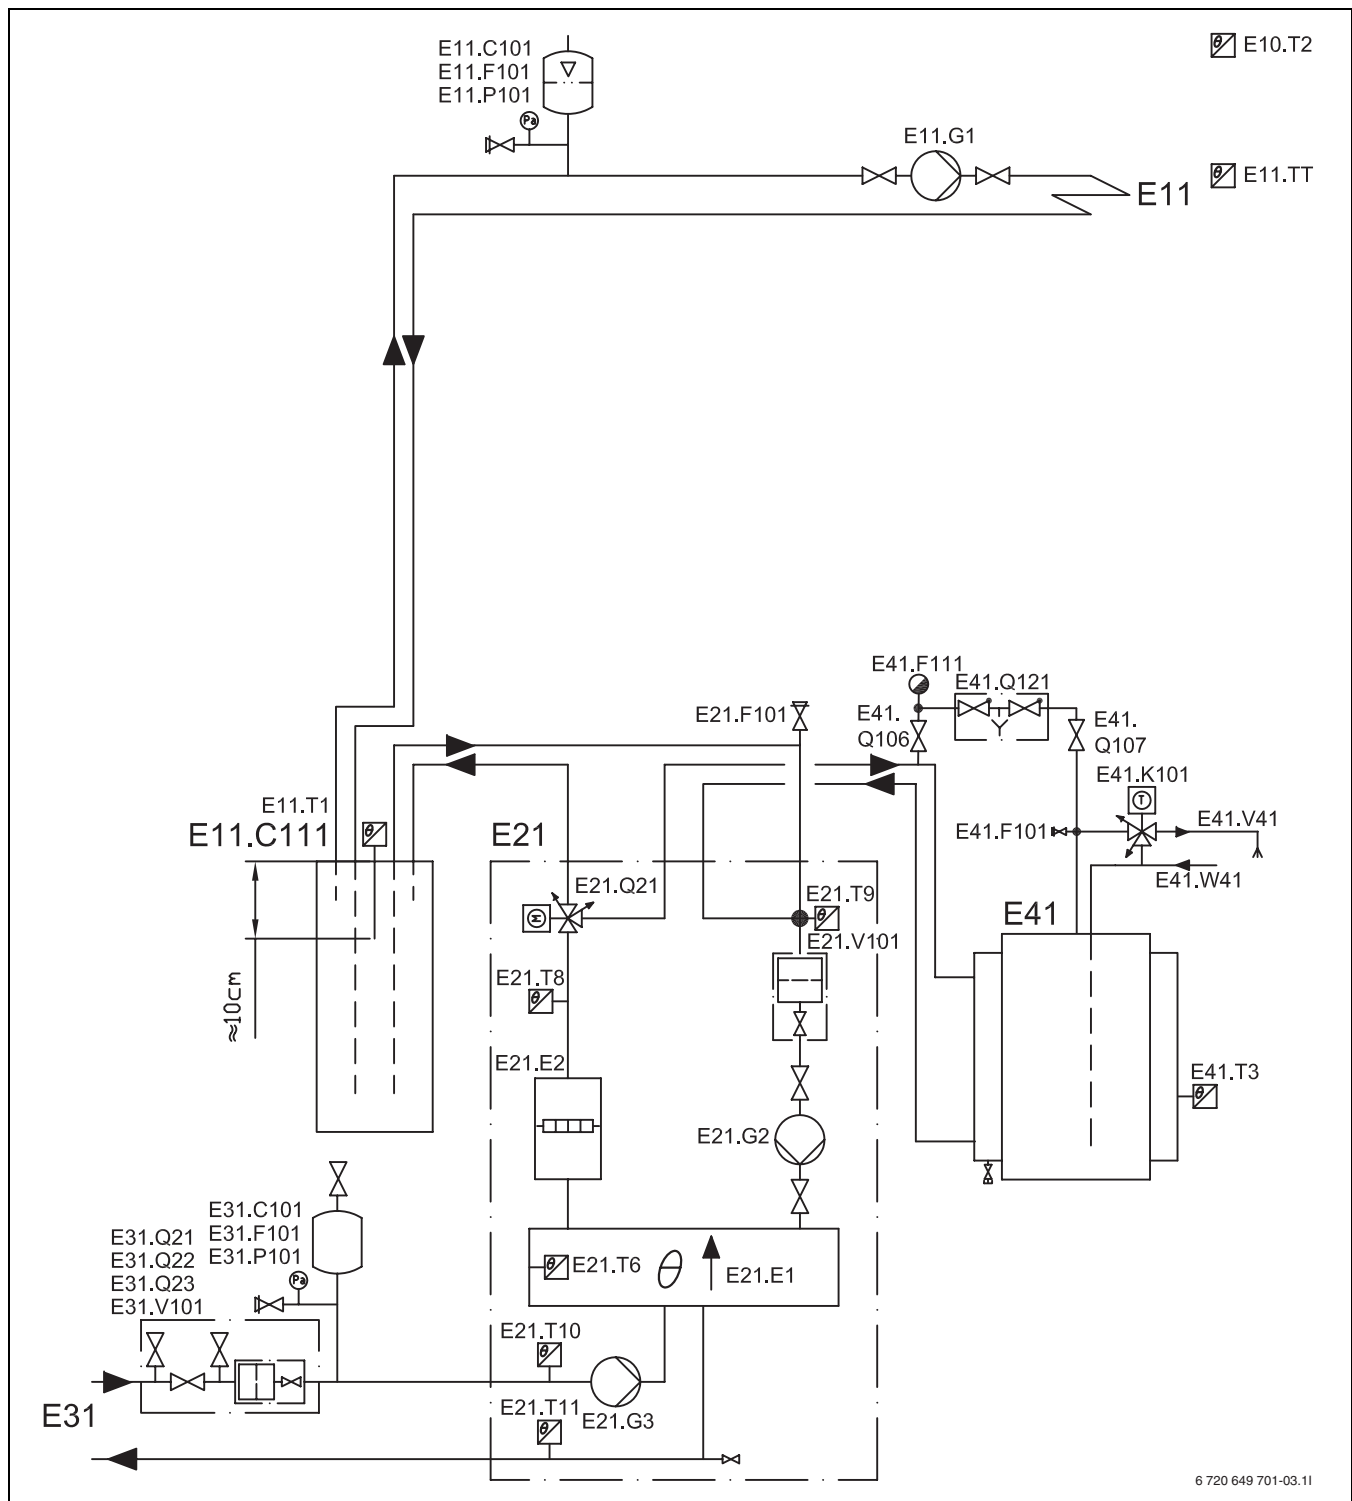 E11.C101
E11.F101
E11.P101
Pa
E10.T2
θ
E11.G1
E11.TT
θ
E11
E41.F111
E41.Q121
E21.F101
E41.
Q106
E41.
Q107
E41.K101
T
E11.T1
E11.C111
θ
E21
E41.F101
E41.V41
E41.W41
E21.Q21
M
E21.T9
θ
E21.V101
E41
E21.T8
θ
≈10cm
E21.E2
E41.T3
θ
E21.G2
E31.C101
E31.F101
E31.P101
Pa
E31.Q21
E31.Q22
E31.Q23
E31.V101
θ
E21.T6
θ
E21.E1
E21.T10
θ
E31
E21.T11
θ
E21.G3
6 720 649 701-03.1I